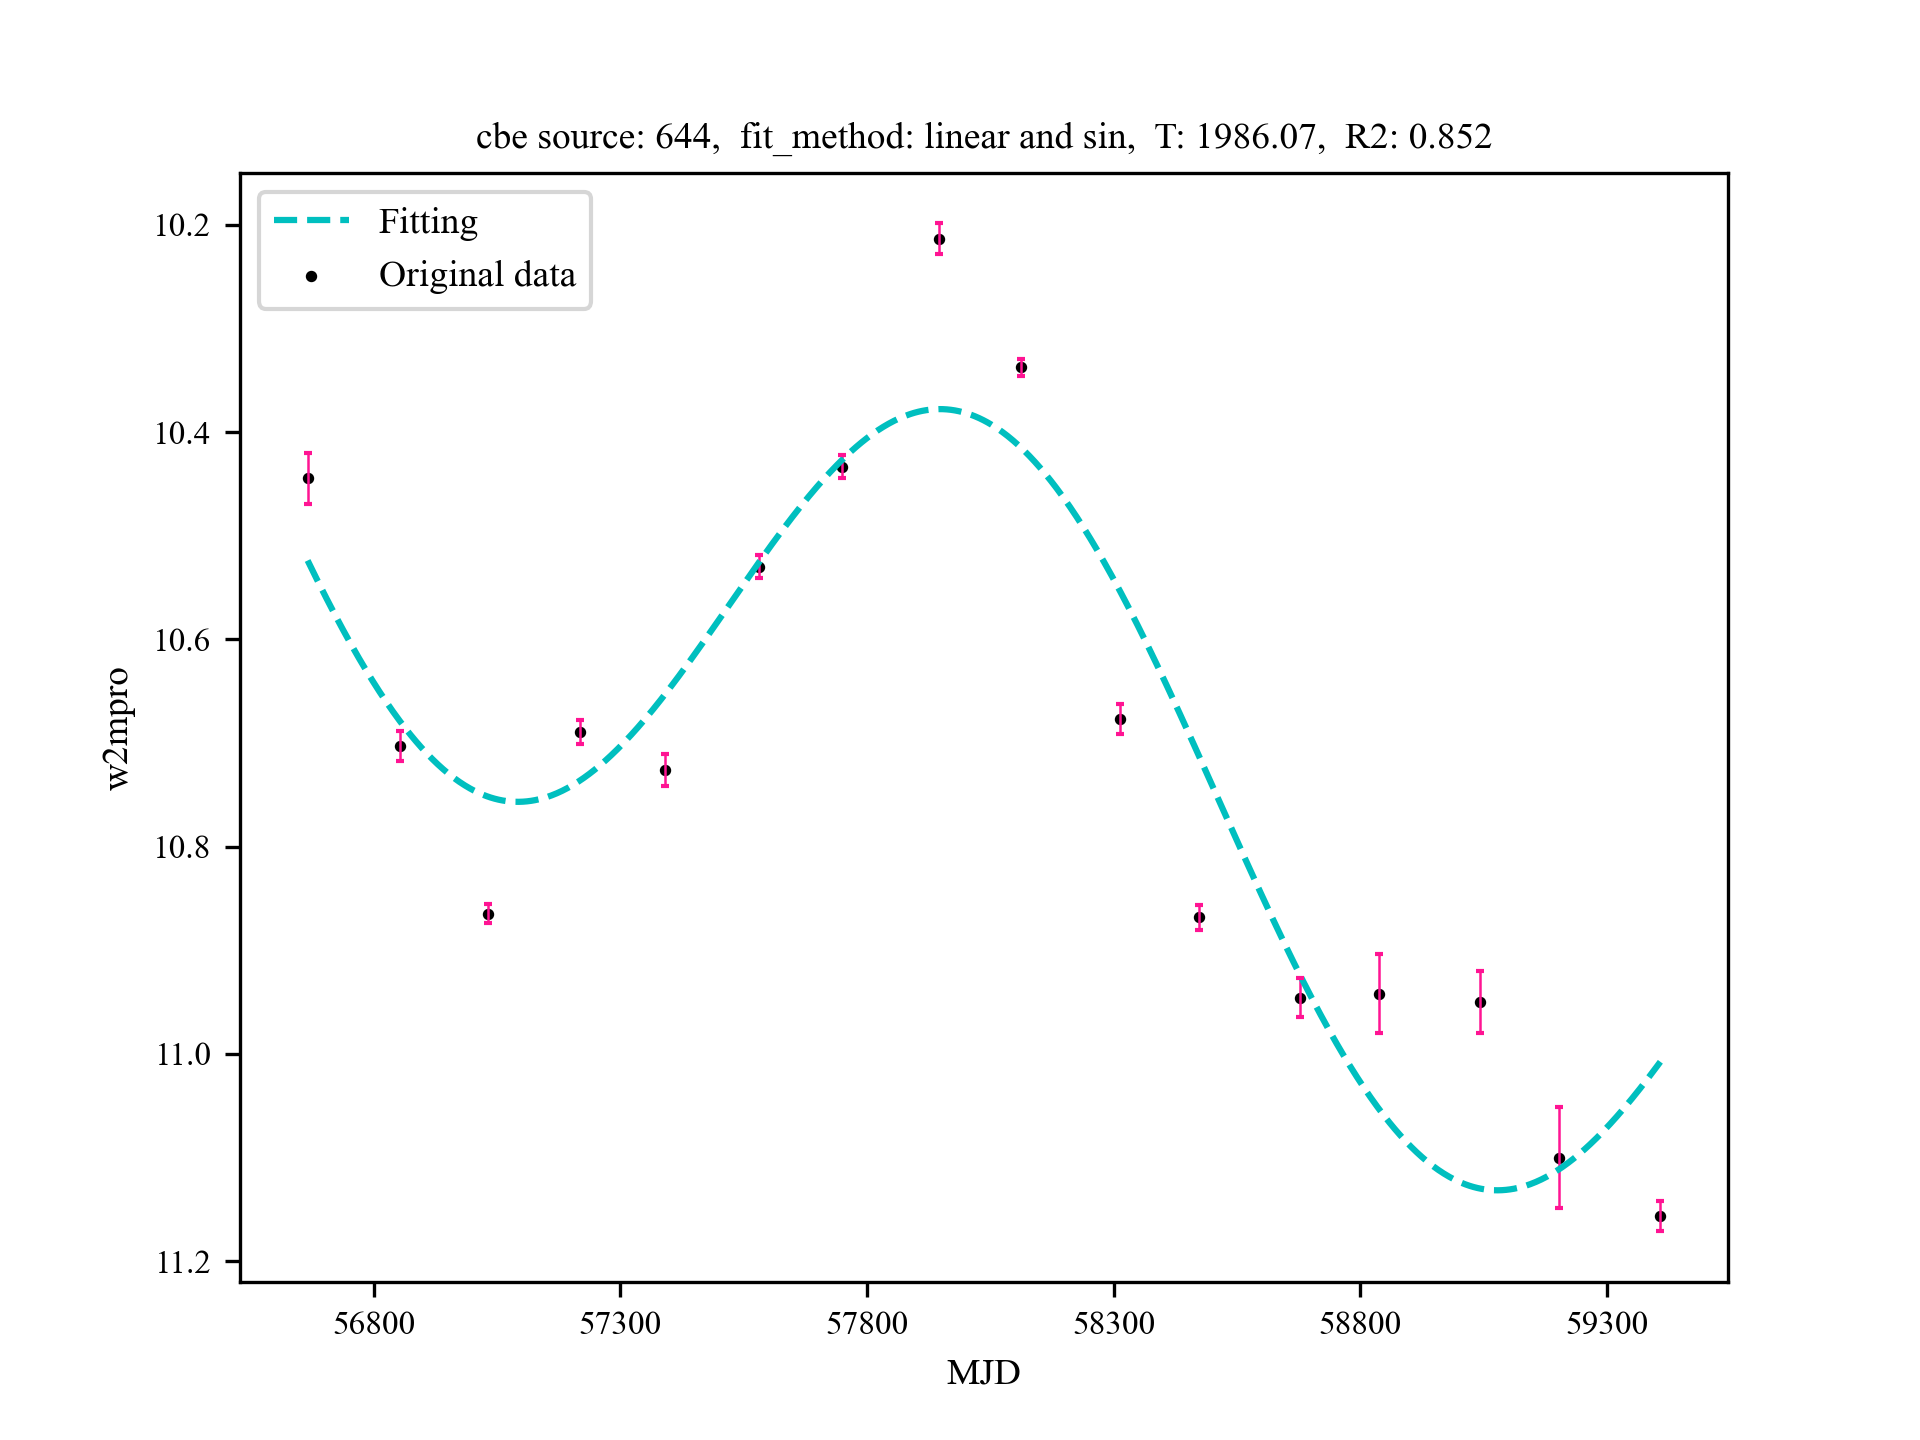 cbe source: 644,  fit_method: linear and sin,  T: 1986.07,  R2: 0.852
Fitting
Original data
10.2
10.4
10.6
10.8
11.0
11.2
w2mpro
56800 57300 57800 58300 58800 59300
MJD